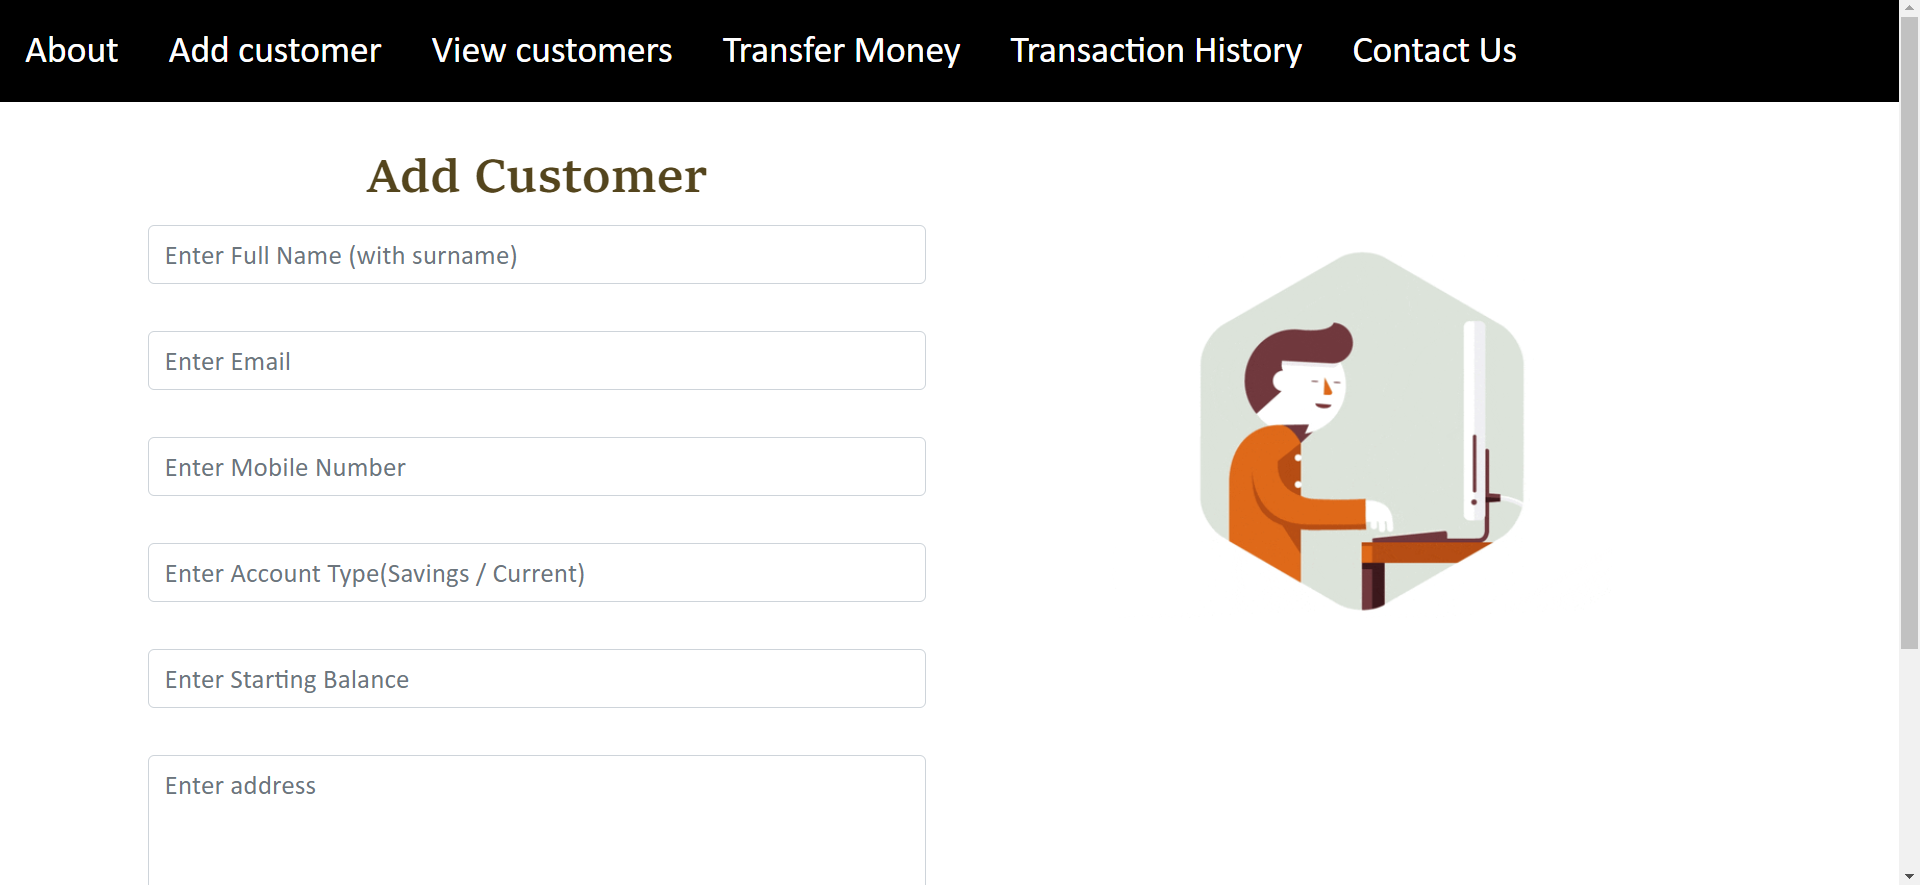 About Add customer View customers Transfer Money Transaction History Contact Us
Add Customer
Enter Full Name (with surname)
Enter Email
Enter Mobile Number
Enter Account Type(Savings / Current)
Enter Starting Balance
Enter address